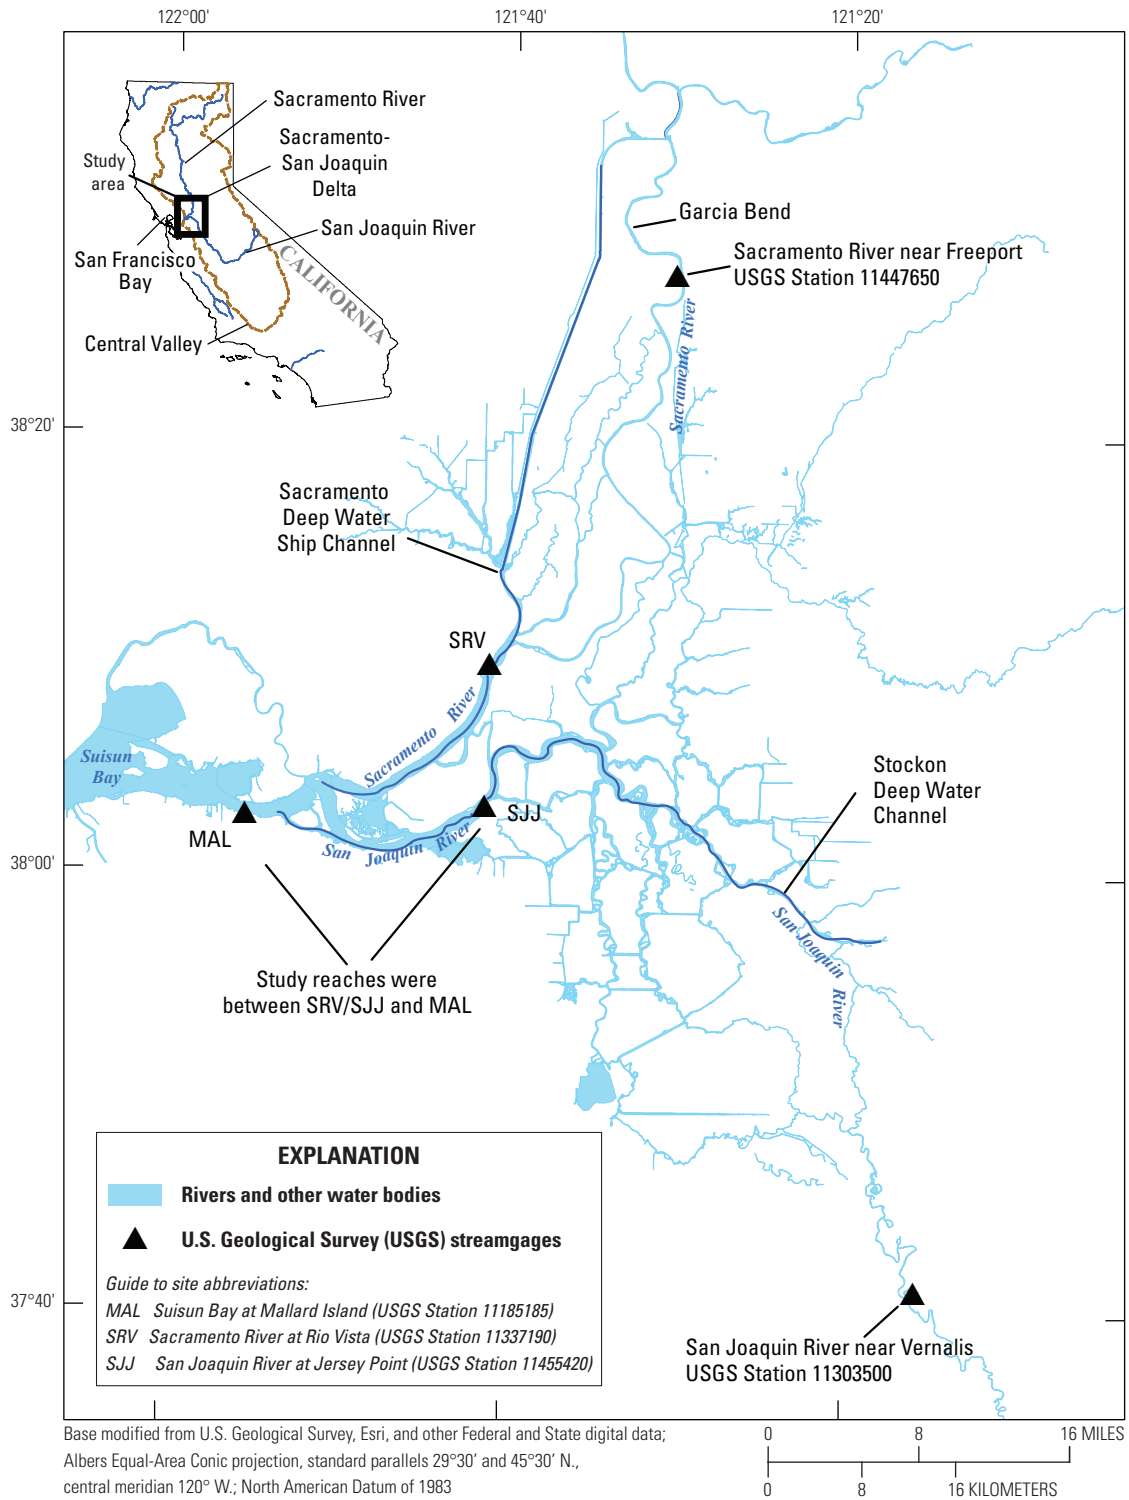 122°00'
121°40'
121°20'
Sacramento River
Sacramento-
San Joaquin
Delta
Study
area
San Joaquin River
San Francisco
Bay
CALIFORNIA
Central Valley
Garcia Bend
Sacramento River near Freeport
USGS Station 11447650
Sacramento River
38°20'
Sacramento
Deep Water
Ship Channel
SRV
Sacramento River
Suisun
Bay
Stockon
Deep Water
Channel
SJJ
MAL
San Joaquin River
38°00'
San Joaquin River
Study reaches were
between SRV/SJJ and MAL
EXPLANATION
Rivers and other water bodies
U.S. Geological Survey (USGS) streamgages
Guide to site abbreviations:
MAL Suisun Bay at Mallard Island (USGS Station 11185185)
SRV Sacramento River at Rio Vista (USGS Station 11337190)
SJJ San Joaquin River at Jersey Point (USGS Station 11455420)
37°40'
San Joaquin River near Vernalis
USGS Station 11303500
Base modified from U.S. Geological Survey, Esri, and other Federal and State digital data;
Albers Equal-Area Conic projection, standard parallels 29°30' and 45°30' N.,
central meridian 120° W.; North American Datum of 1983
0 8 16 MILES
0 8 16 KILOMETERS